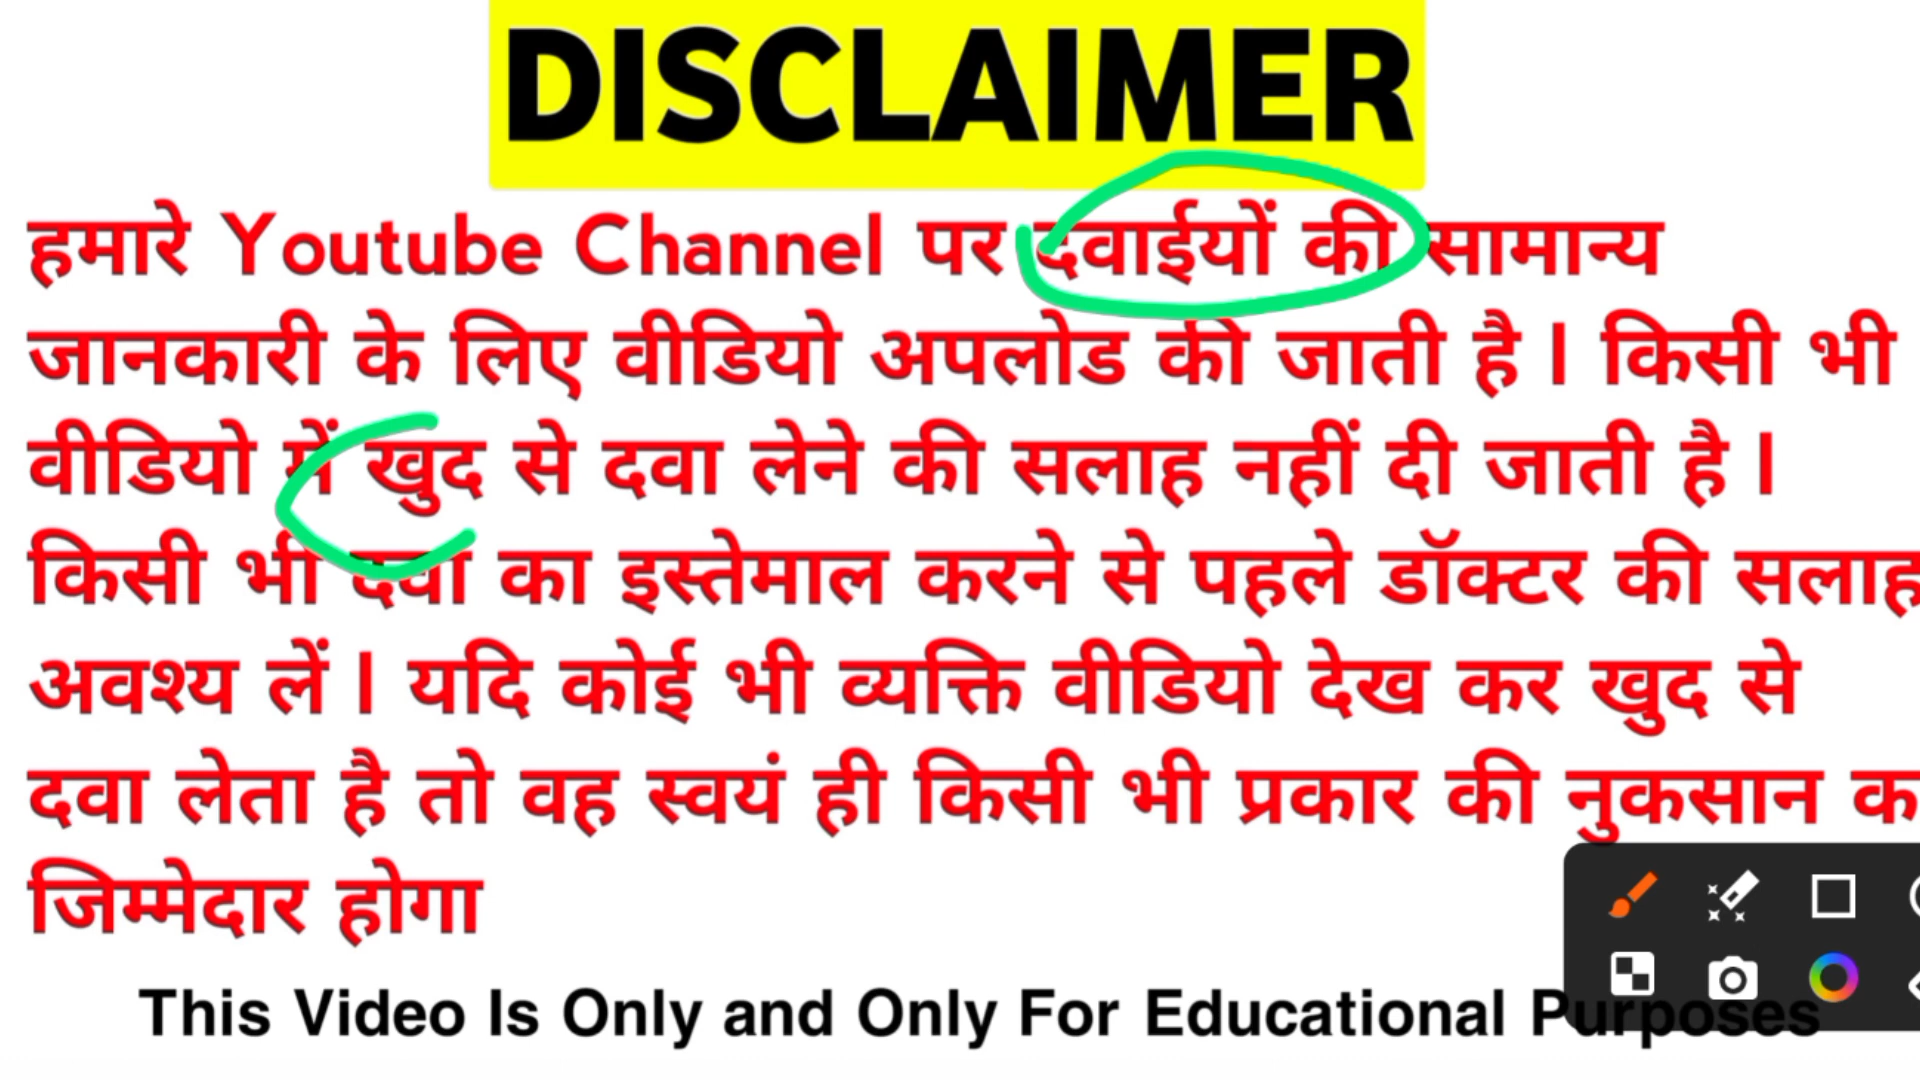 DISCLAIMER
हमारे Youtube Channel पर दवाईयों की सामान्य
जानकारी के लिए वीडियो अपलोड की जाती है l किसी भी
वीडियो में खुद से दवा लेने की सलाह नहीं दी जाती है l
किसी भी दवा का इस्तेमाल करने से पहले डॉक्टर की सलाह
अवश्य लें l यदि कोई भी व्यक्ति वीडियो देख कर खुद से
दवा लेता है तो वह स्वयं ही किसी भी प्रकार की नुकसान
जिम्मेदार होगा
This Video Is Only and Only For Educational Purposes